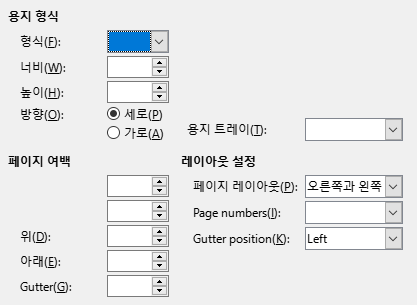 용지 형식
형식(F):
너비(W):
높이(H):
방향(O):
세로(P)
가로(A)
용지 트레이(T):
페이지 여백
레이아웃 설정
페이지 레이아웃(P): 오른쪽과 왼쪽
Page numbers(I):
위(D):
Gutter position(K): Left
아래(E):
Gutter(G):